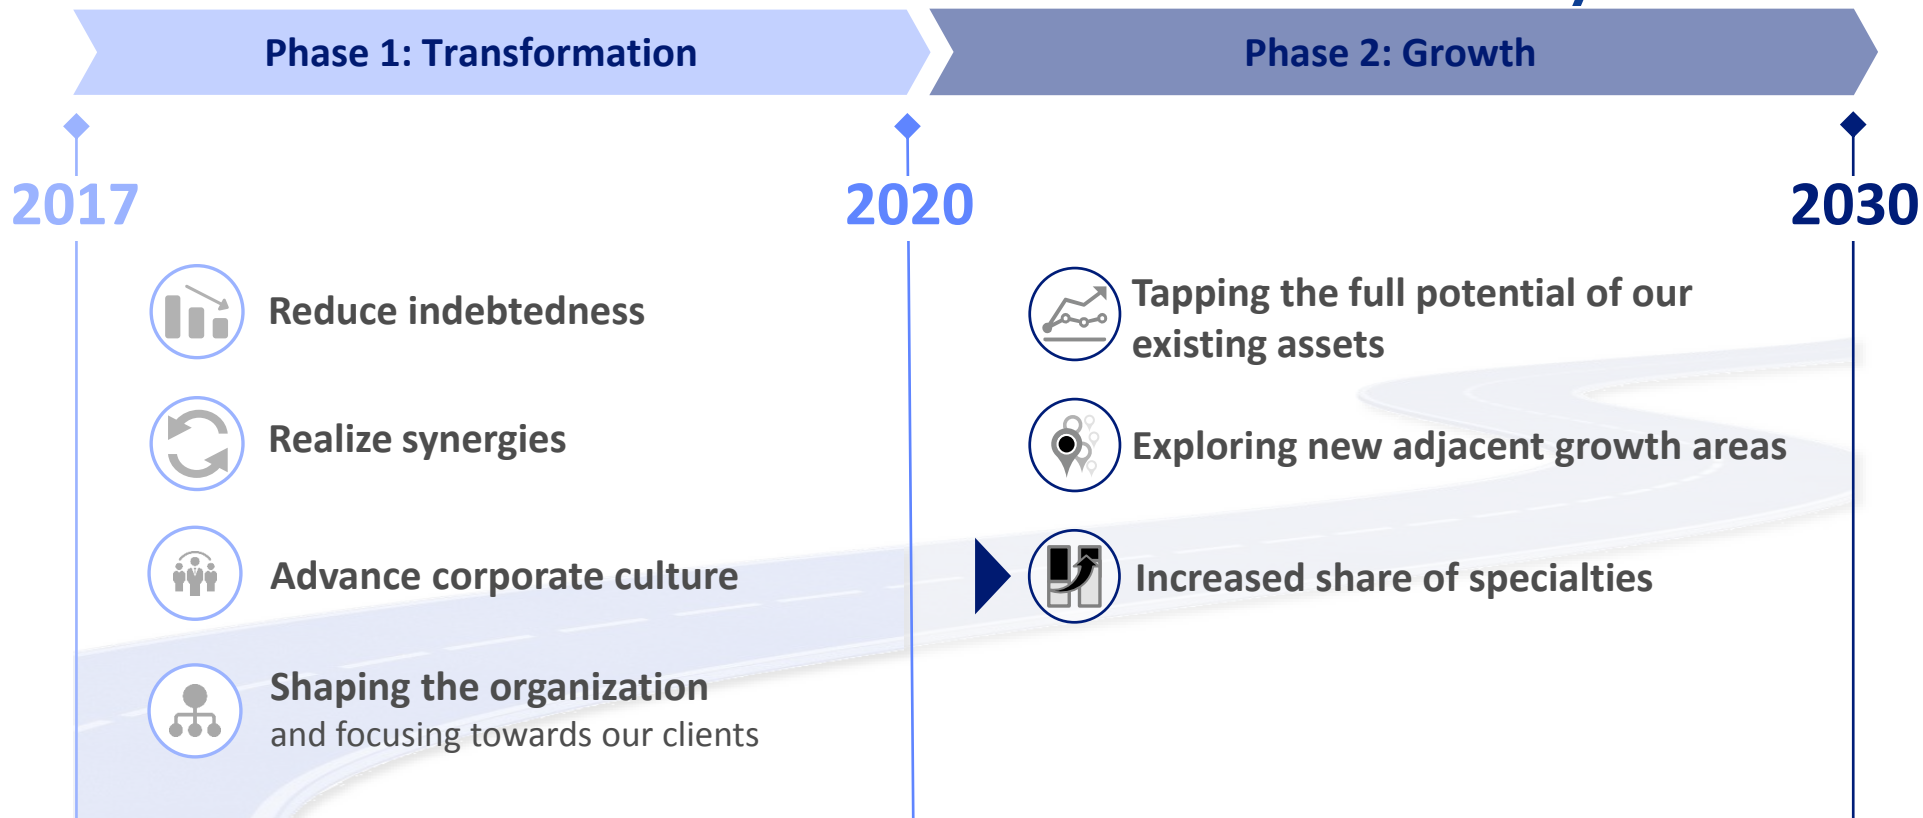 Phase 1: Transformation
Phase 2: Growth
2017
2020
2030
Reduce indebtedness
Realize synergies
Advance corporate culture
Shaping the organization
and focusing towards our clients
Tapping the full potential of our
existing assets
Exploring new adjacent growth areas
Increased share of specialties